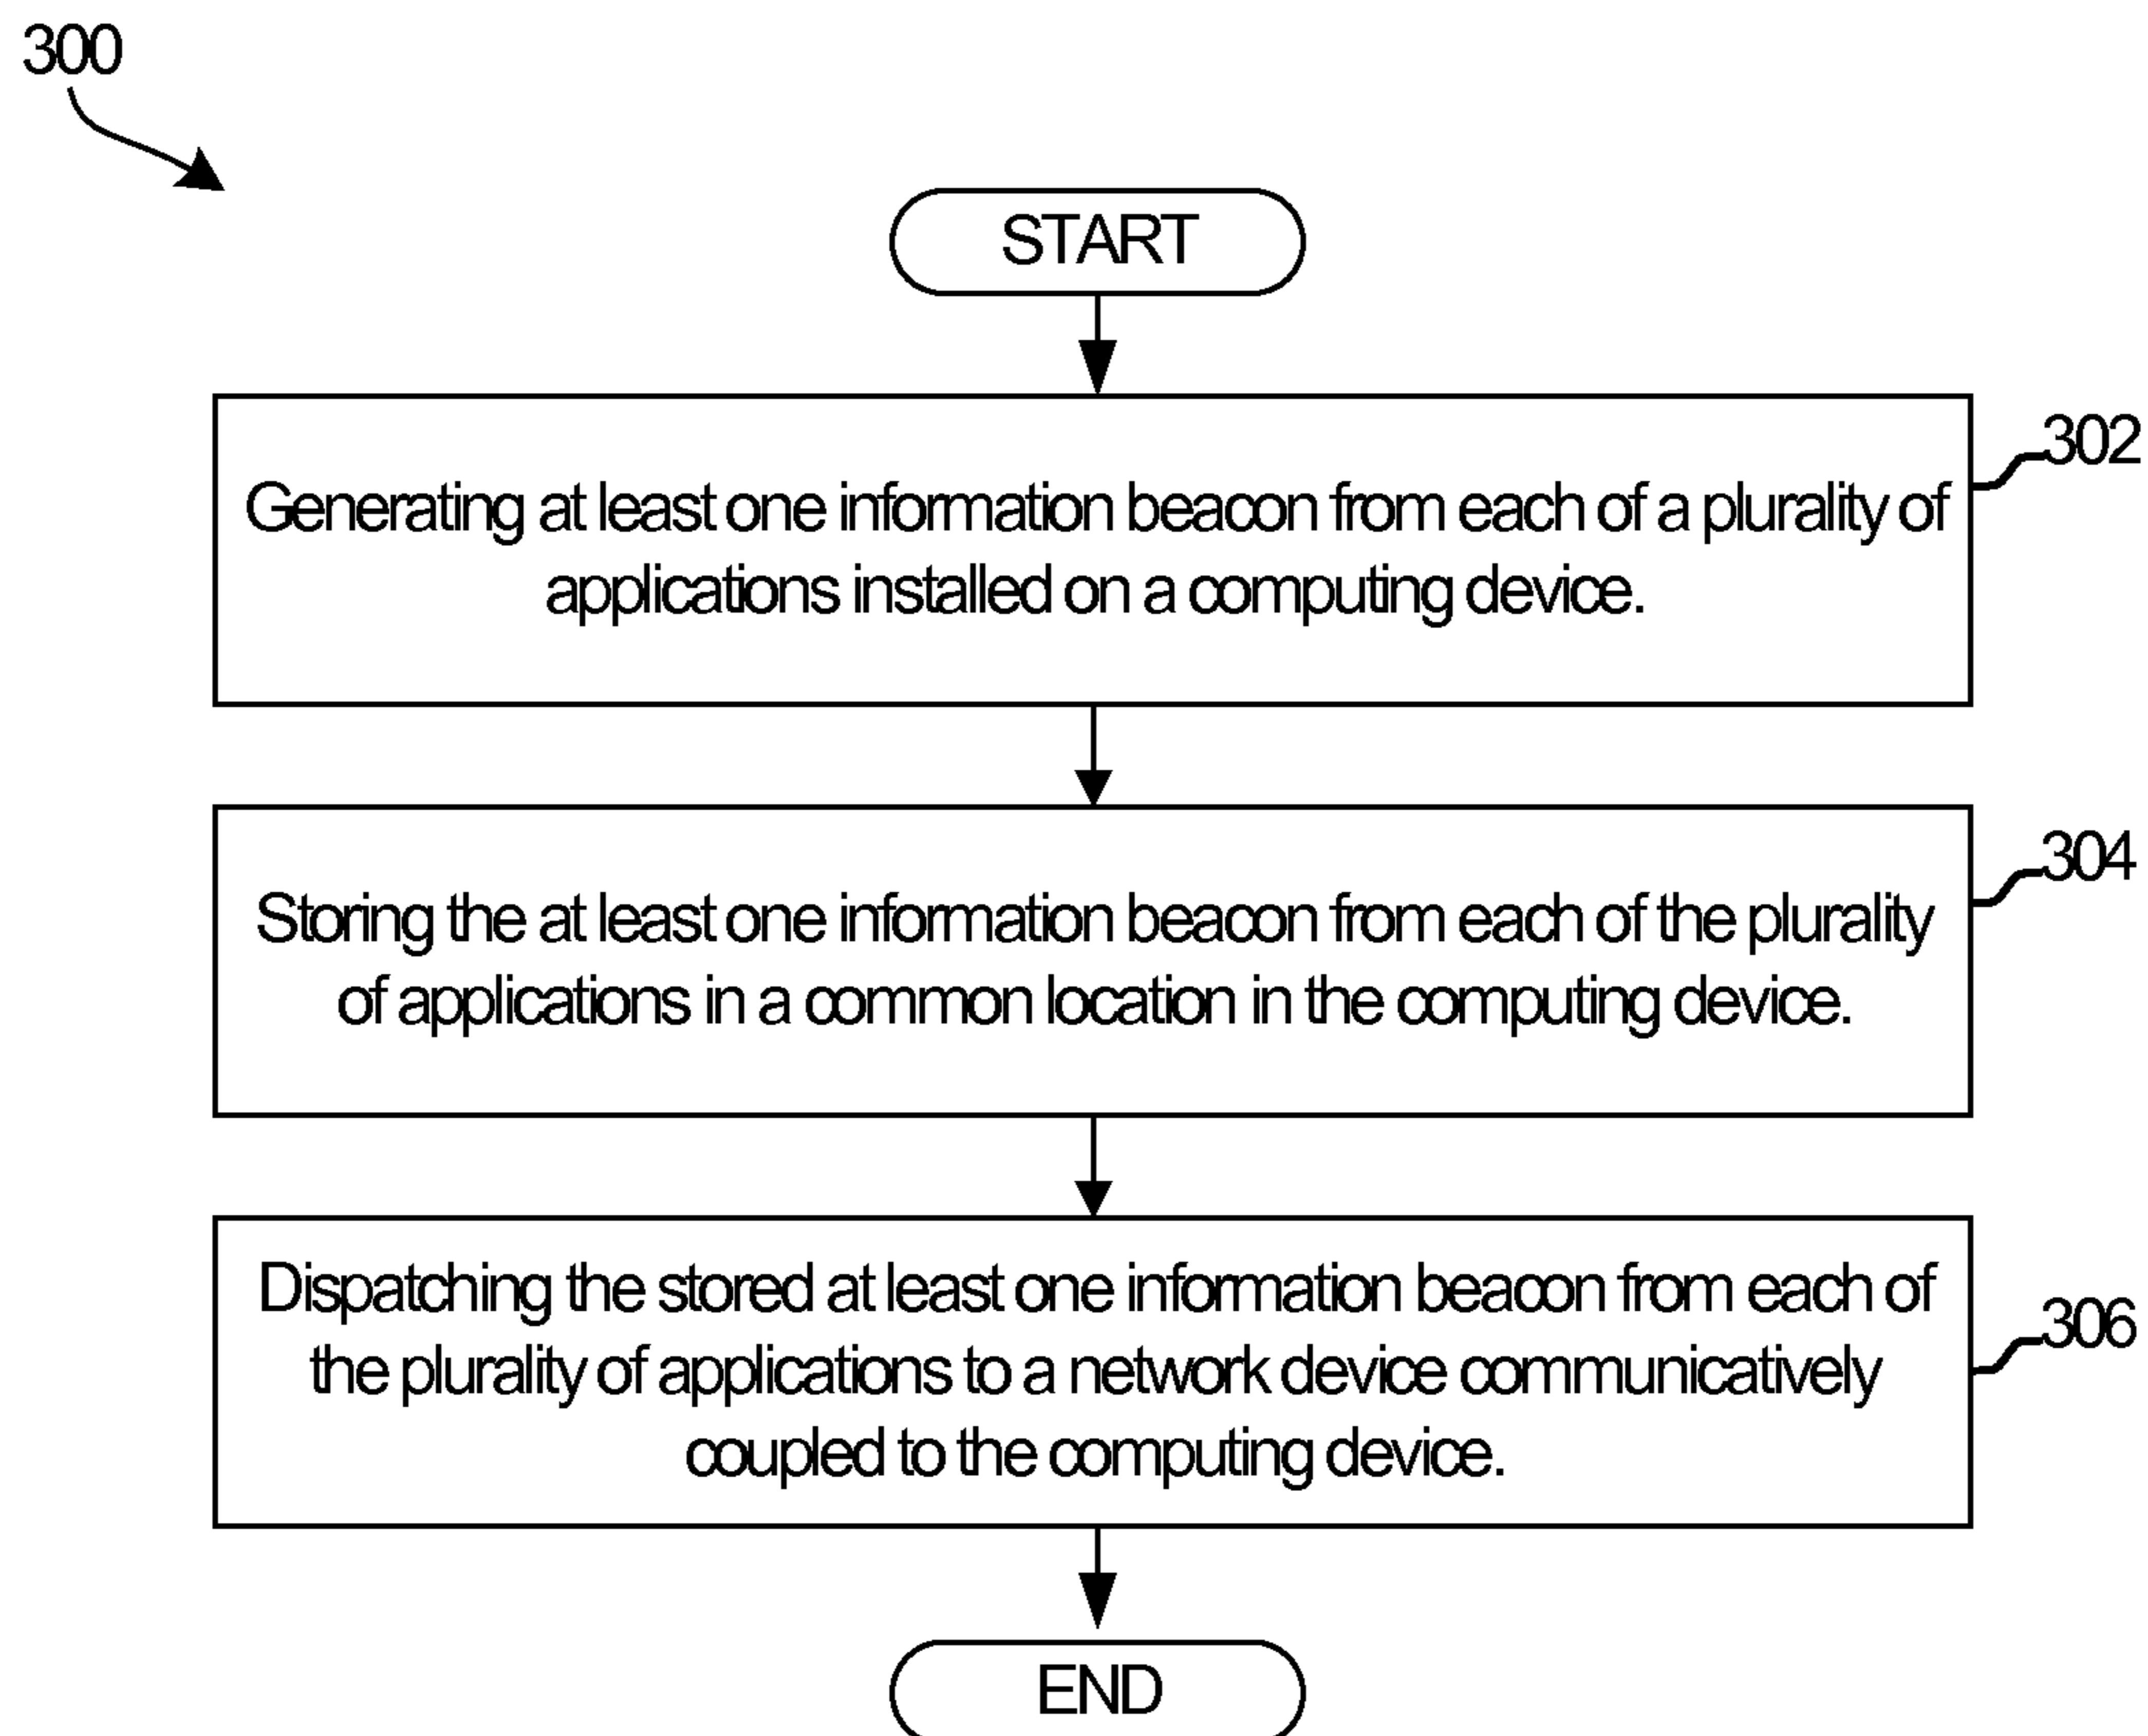 300
START
302
Generating at least one information beacon from each of a plurality of
applications installed on a computing device.
304
Storing the at least one information beacon from each of the plurality
of applications in a common location in the computing device.
Dispatching the stored at least one information beacon from each of
306
the plurality of applications to a network device communicatively
coupled to the computing device.
END